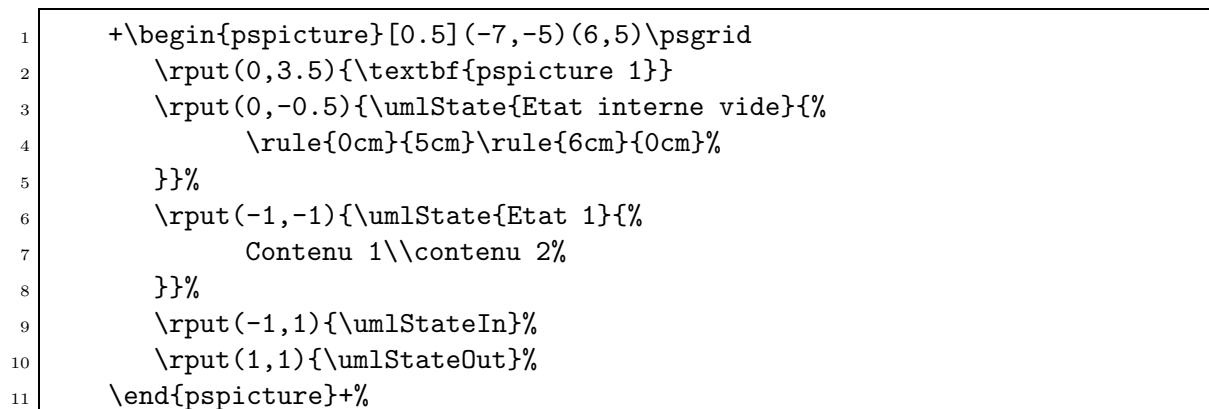 1 +\begin{pspicture}[0.5](-7,-5)(6,5)\psgrid
2 \rput(0,3.5){\textbf{pspicture 1}}
3 \rput(0,-0.5){\umlState{Etat interne vide}{%
4 \rule{0cm}{5cm}\rule{6cm}{0cm}%
5 }}%
6 \rput(-1,-1){\umlState{Etat 1}{%
7 Contenu 1\\contenu 2%
8 }}%
9 \rput(-1,1){\umlStateIn}%
10 \rput(1,1){\umlStateOut}%
11 \end{pspicture}+%